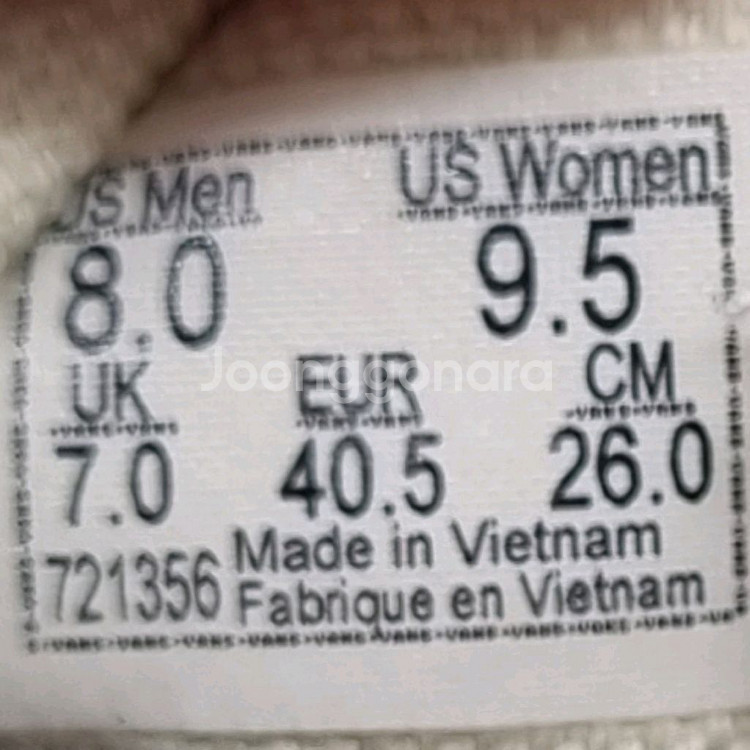 US Men US Women
8.0 9.5
UK EUR CM
7.0 40.5 26.0
721356 Made in Vietnam
Fabrique en Vietnam
Joonggonara